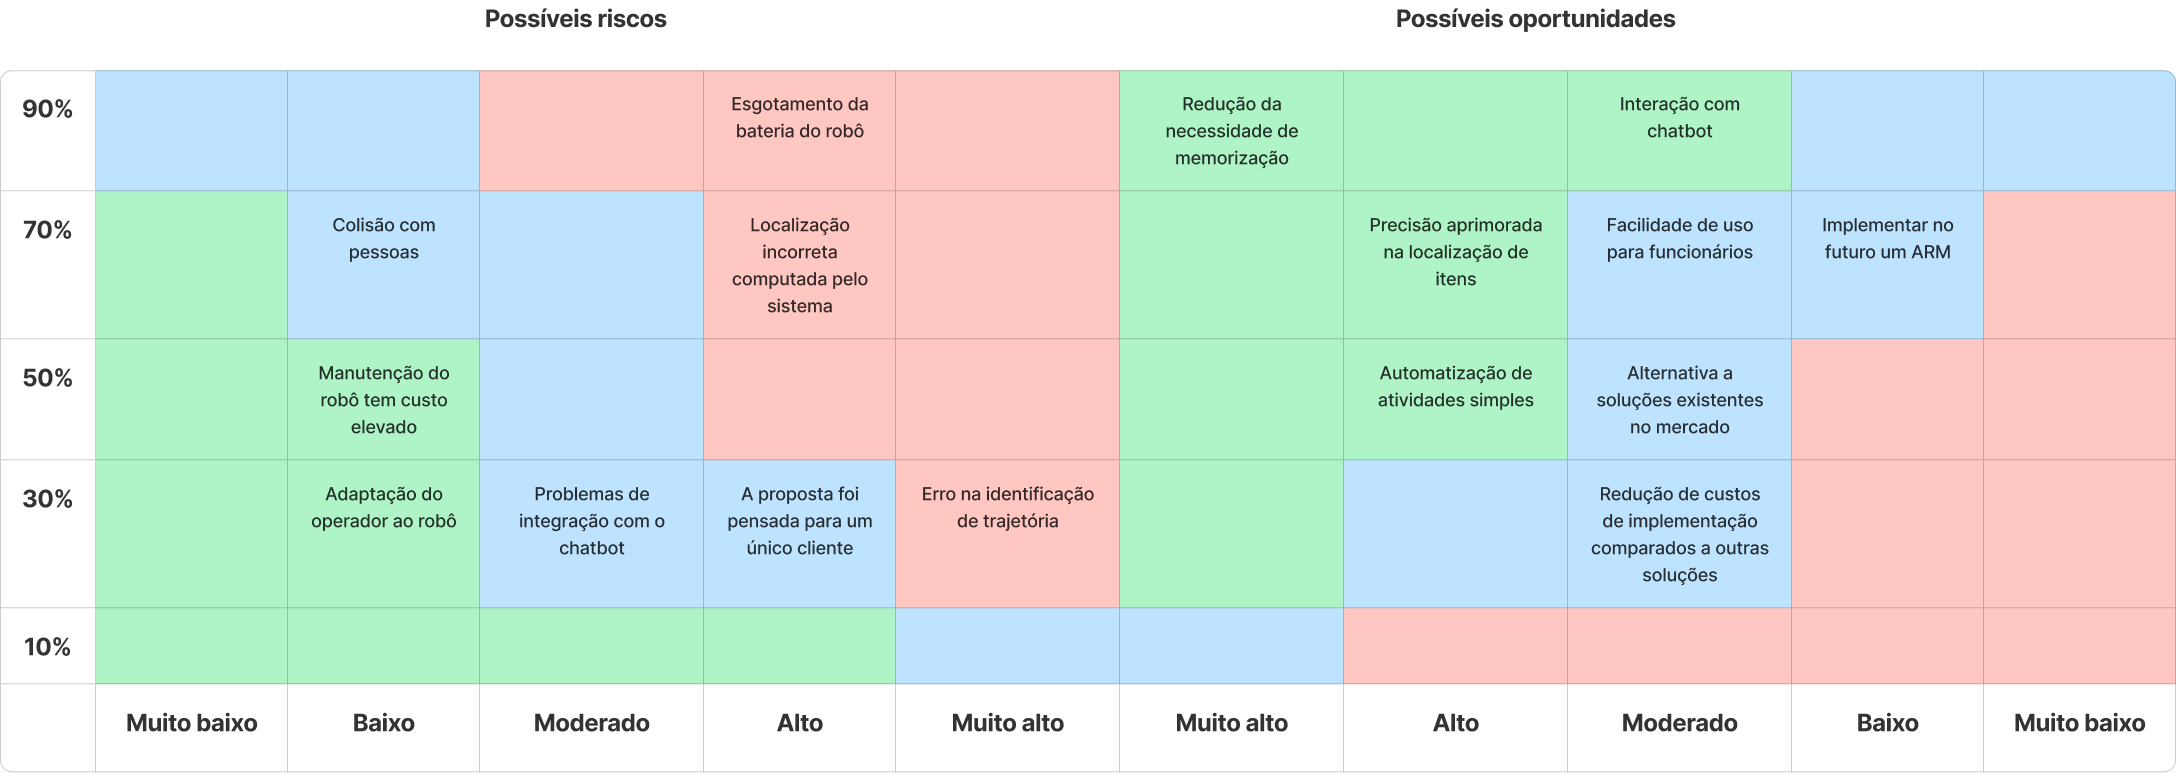 Possíveis riscos
Possíveis oportunidades
90%
Esgotamento da
bateria do robô
Redução da
necessidade de
memorização
Interação com
chatbot
70%
Colisão com
pessoas
Localização
incorreta
computada pelo
sistema
Precisão aprimorada
na localização de
itens
Facilidade de uso
para funcionários
Implementar no
futuro um ARM
50%
Manutenção do
robô tem custo
elevado
Automatização de
atividades simples
Alternativa a
soluções existentes
no mercado
30%
Adaptação do
operador ao robô
Problemas de
integração com o
chatbot
A proposta foi
pensada para um
único cliente
Erro na identificação
de trajetória
Redução de custos
de implementação
comparados a outras
soluções
10%
Muito baixo
Baixo
Moderado
Alto
Muito alto
Muito alto
Alto
Moderado
Baixo
Muito baixo